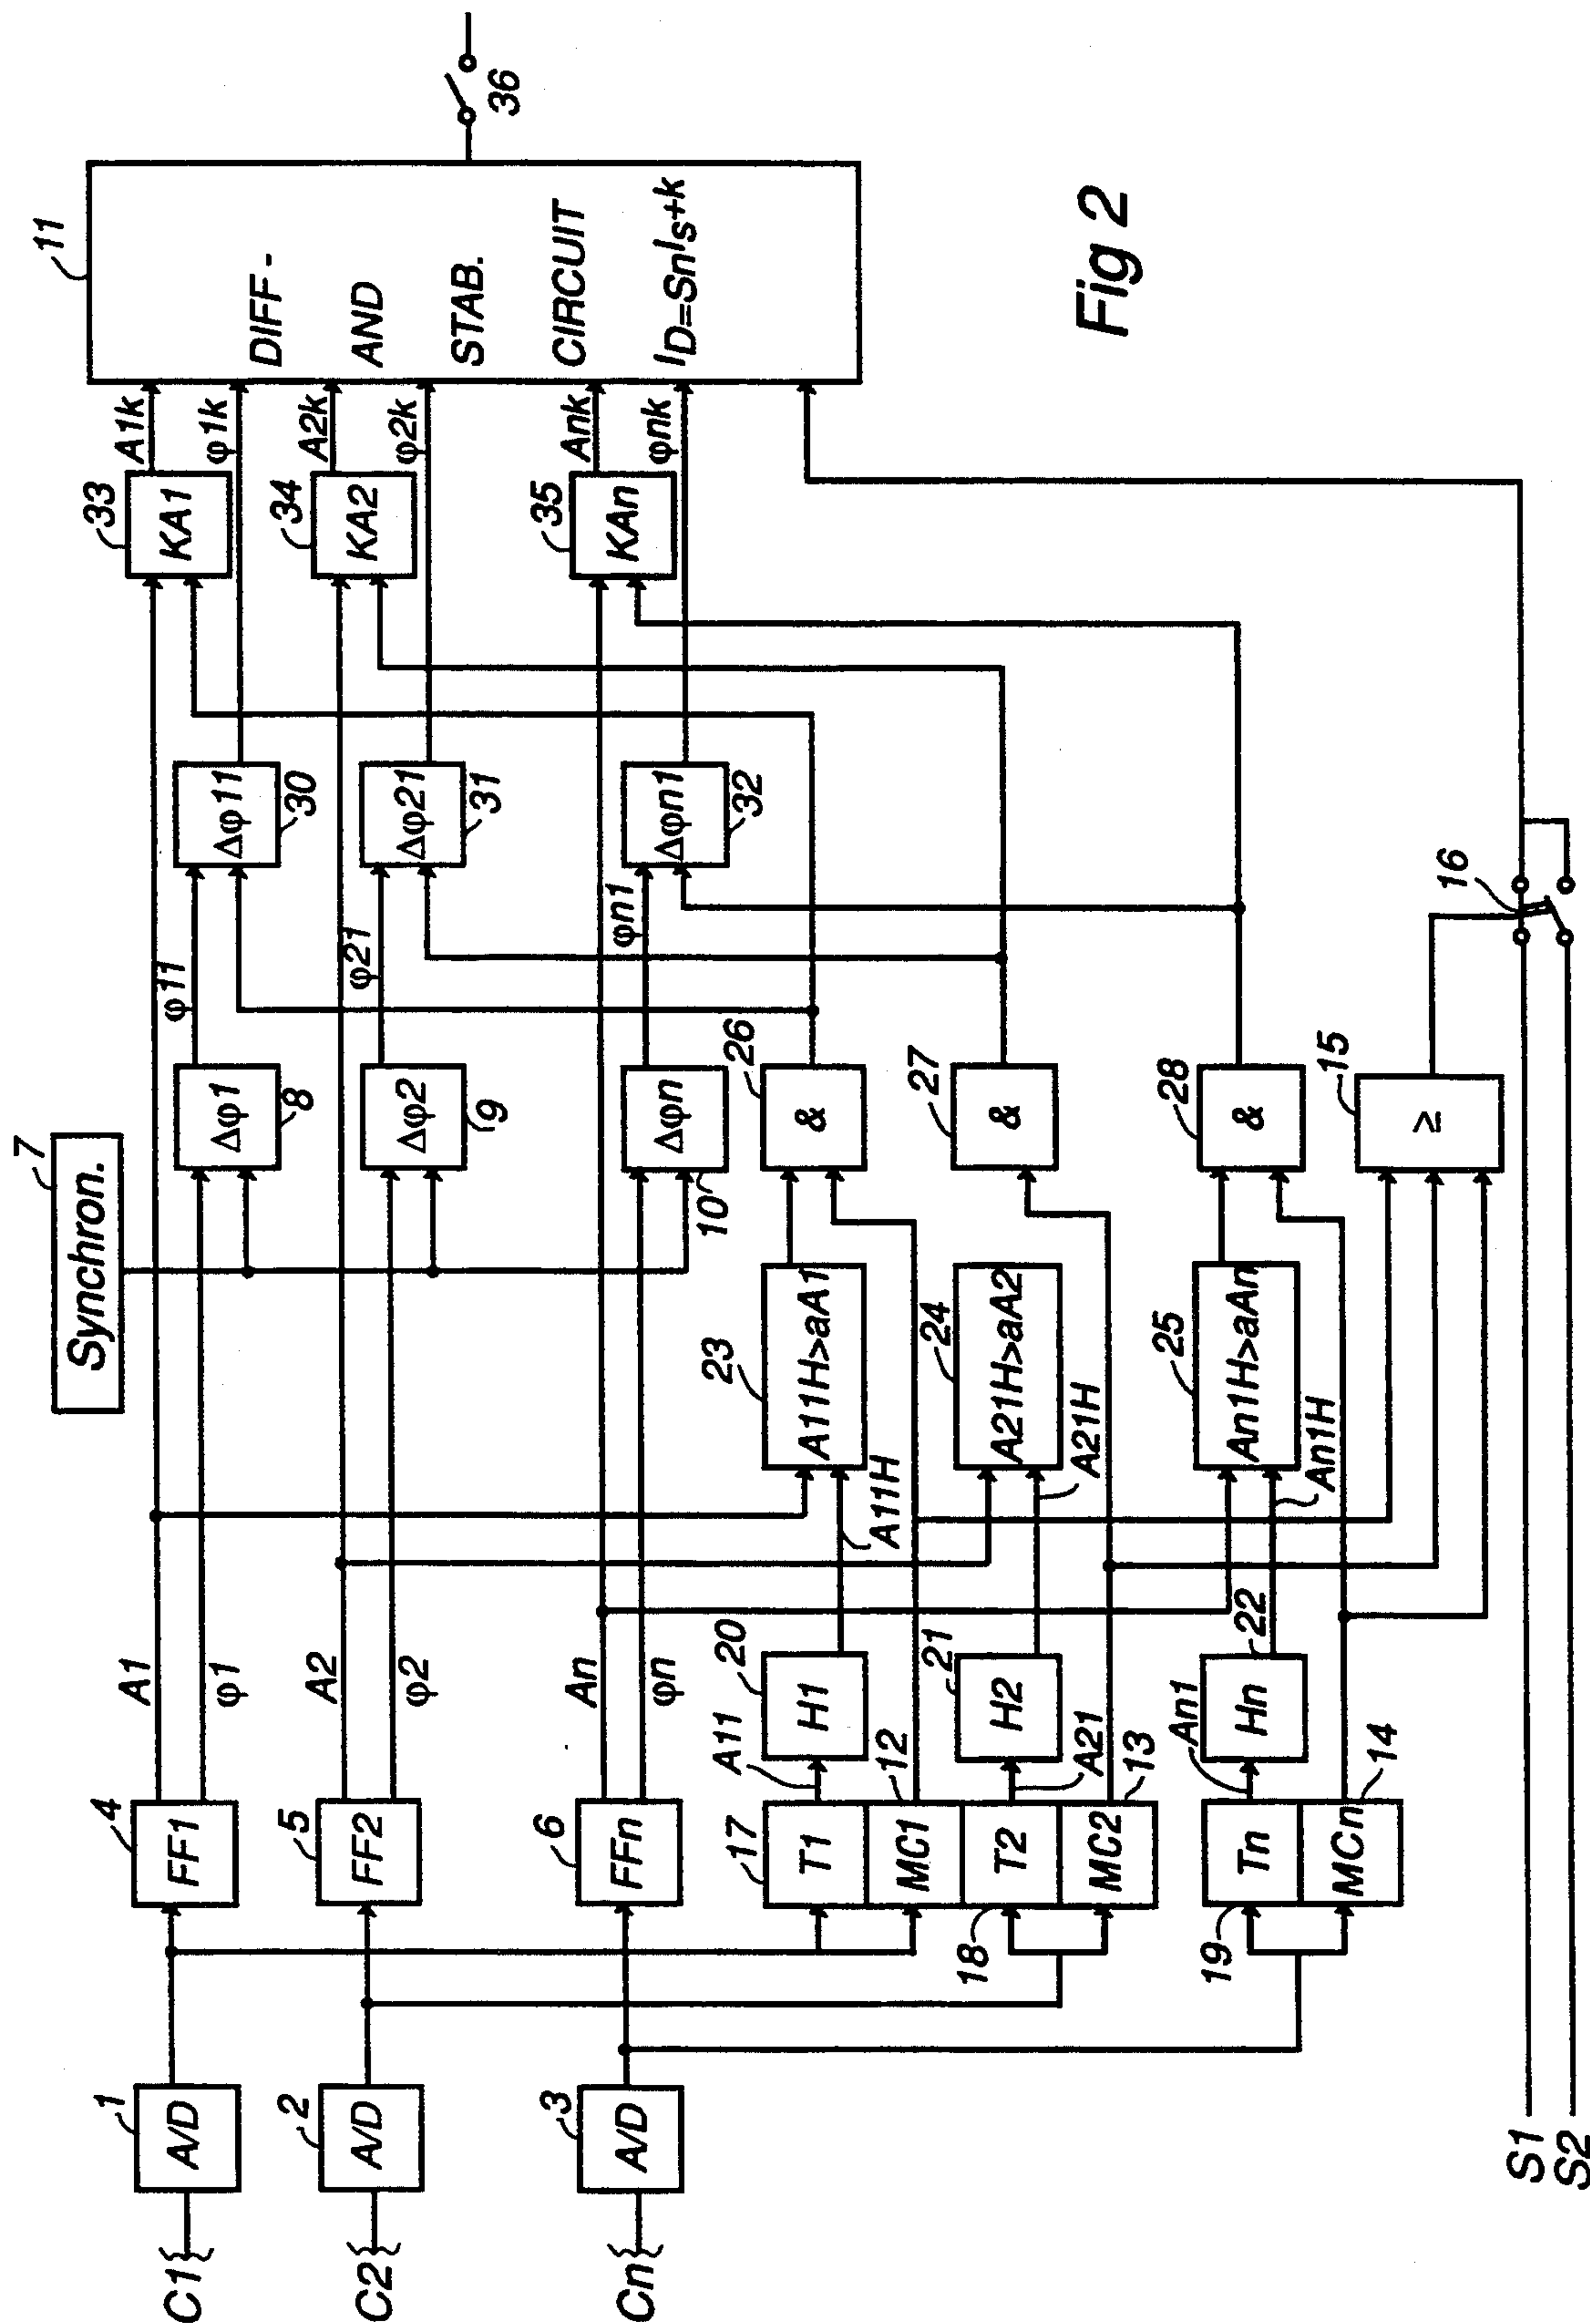 C1
1
A/D
4
FF1
A1
φ1
7
Synchron.
Δφ1
8
φ11
Δφ11
30
33
KA1
A1k
φ1k
11
C2
2
A/D
5
FF2
A2
φ2
Δφ2
9
φ21
Δφ21
31
34
KA2
A2k
φ2k
Cn
3
A/D
6
FFn
An
φn
Δφn
10
φn1
Δφn1
32
35
KAn
Ank
φnk
DIFF-
AND
STAB.
CIRCUIT
ID=SnIs+k
36
17
T1
A11
H1
20
A11H
23
A11H>aA1
26
&
MC1
12
18
T2
A21
H2
21
A21H
24
A21H>aA2
27
&
MC2
13
19
Tn
An1
Hn
22
An1H
25
An1H>aAn
28
&
MCn
14
15
≥
16
S1
S2
Fig 2